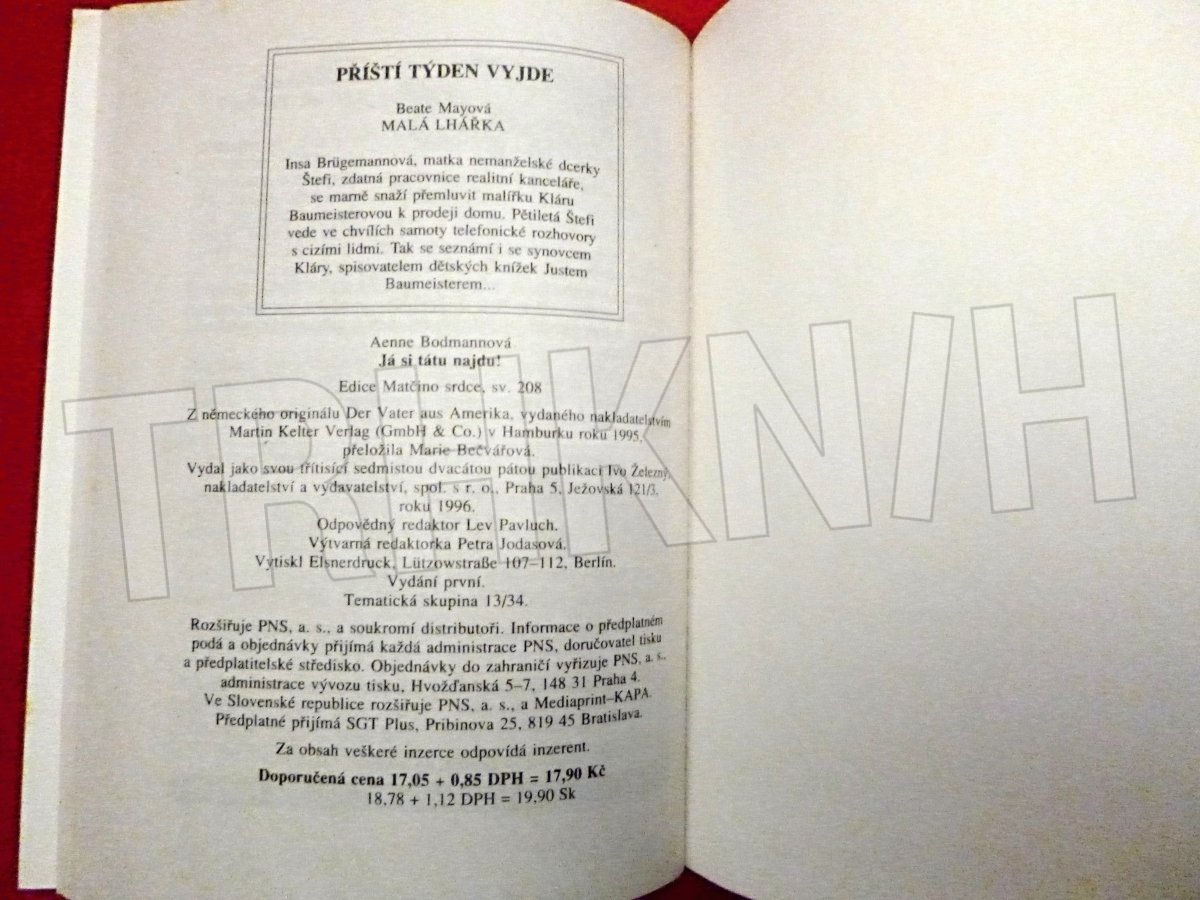 PŘÍŠTÍ TÝDEN VYJDE
Beate Mayová
MALÁ LHÁŘKA
Insa Brügemannová, matka nemanželské dcerky
Štefi, zdatná pracovnice realitní kanceláře,
se marně snaží přemluvit malířku Kláru
Baumeisterovou k prodeji domu. Pětiletá Štefi
vede ve chvílích samoty telefonické rozhovory
s cizími lidmi. Tak se seznámí i se synovcem
Kláry, spisovatelem dětských knížek Justem
Baumeisterem...
Aenne Bodmannová
Já si tátu najdu!
Edice Matčino srdce, sv. 208
Z německého originálu Der Vater aus Amerika, vydaného nakladatelstvím
Martin Kelter Verlag (GmbH & Co.) v Hamburku roku 1995,
přeložila Marie Bečvářová.
Vydal jako svou třítisící sedmistou dvacátou pátou publikaci Ivo Železný,
nakladatelství a vydavatelství, spol. s r. o., Praha 5, Ježovská 121/3,
roku 1996.
Odpovědný redaktor Lev Pavluch.
Výtvarná redaktorka Petra Jodasová.
Vytiskl Elsnerdruck, Lützowstraße 107–112, Berlín.
Vydání první.
Tematická skupina 13/34.
Rozšiřuje PNS, a. s., a soukromí distributoři. Informace o předplatném
podá a objednávky přijímá každá administrace PNS, doručovatel tisku
a předplatitelské středisko. Objednávky do zahraničí vyřizuje PNS, a. s.,
administrace vývozu tisku, Hvožďanská 5–7, 148 31 Praha 4.
Ve Slovenské republice rozšiřuje PNS, a. s., a Mediaprint–KAPA.
Předplatné přijímá SGT Plus, Pribinova 25, 819 45 Bratislava.
Za obsah veškeré inzerce odpovídá inzerent.
Doporučená cena 17,05 + 0,85 DPH = 17,90 Kč
18,78 + 1,12 DPH = 19,90 Sk
TRHKNIH